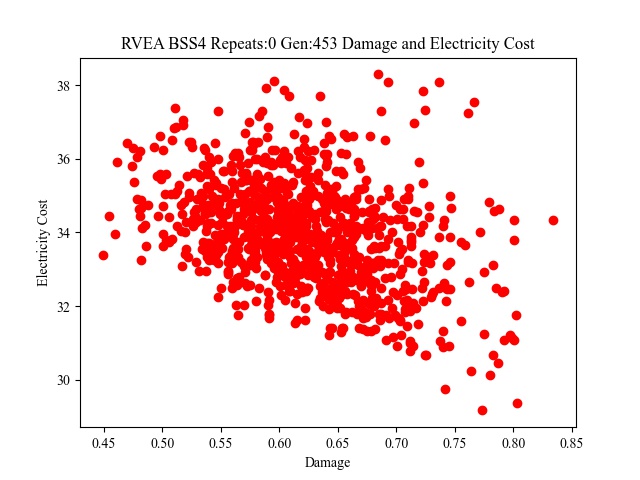 RVEA BSS4 Repeats:0 Gen:453 Damage and Electricity Cost
38
36
34
32
30
Electricity Cost
0.45 0.50 0.55 0.60 0.65 0.70 0.75 0.80 0.85
Damage